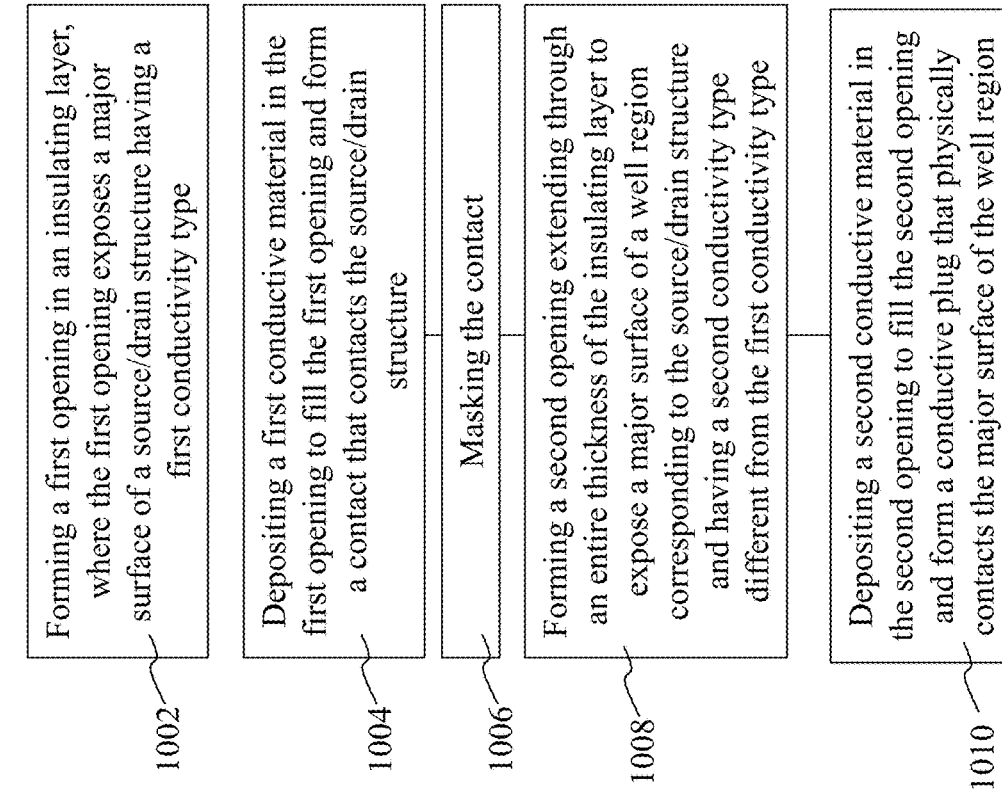 Forming a first opening in an insulating layer,
where the first opening exposes a major
surface of a source/drain structure having a
first conductivity type
1002
Depositing a first conductive material in the
first opening to fill the first opening and form
a contact that contacts the source/drain
structure
1004
Masking the contact
1006
Forming a second opening extending through
an entire thickness of the insulating layer to
expose a major surface of a well region
corresponding to the source/drain structure
and having a second conductivity type
different from the first conductivity type
1008
Depositing a second conductive material in
the second opening to fill the second opening
and form a conductive plug that physically
contacts the major surface of the well region
1010